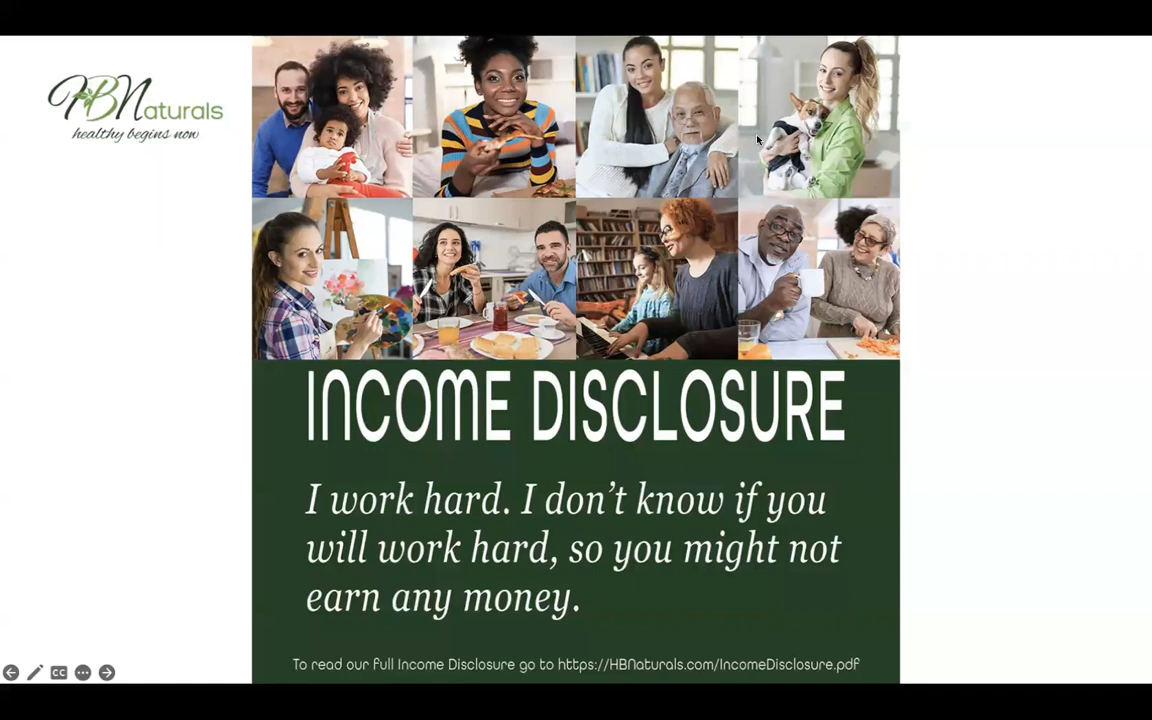 HBNaturals
healthy begins now
INCOME DISCLOSURE
I work hard. I don't know if you
will work hard, so you might not
earn any money.
To read our full Income Disclosure go to https://HBNaturals.com/IncomeDisclosure.pdf
CC